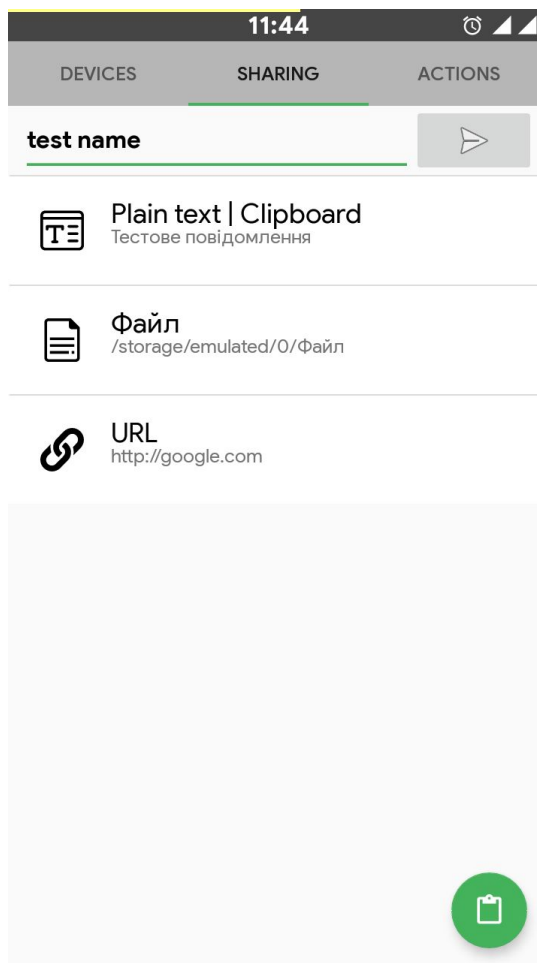 11:44
DEVICES SHARING ACTIONS
test name
Plain text | Clipboard
Тестове повідомлення
Файл
/storage/emulated/0/Файл
URL
http://google.com